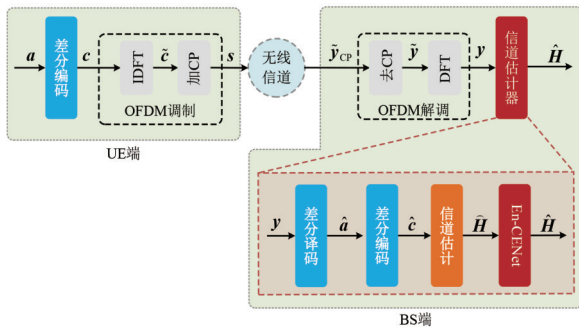 a
差分编码
c
IDFT
c̃
加CP
s
OFDM调制
UE端
无线
信道
ỹCP
去CP
ỹ
DFT
y
OFDM解调
信道估计器
Ĥ
y
差分译码
â
差分编码
ĉ
信道估计
H̄
En-CENet
Ĥ
BS端